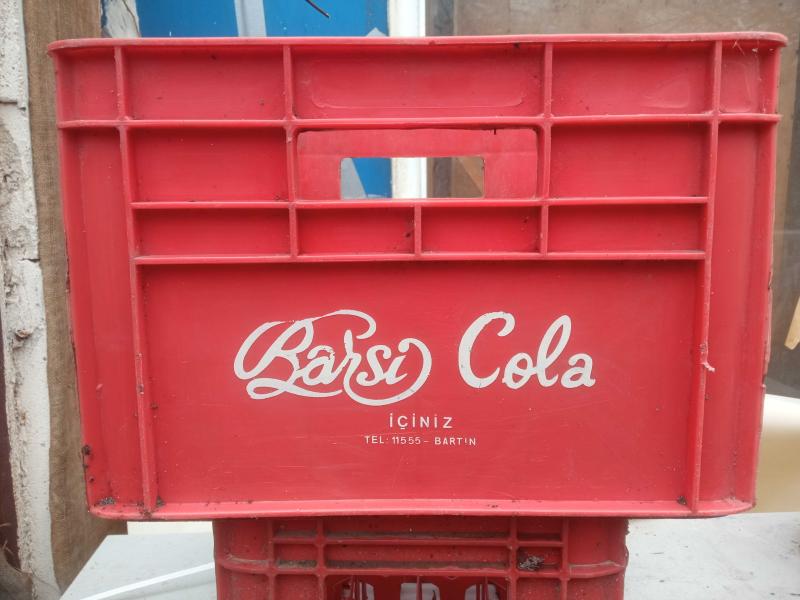 Barsi Cola
İÇİNİZ
TEL: 11555 - BARTIN